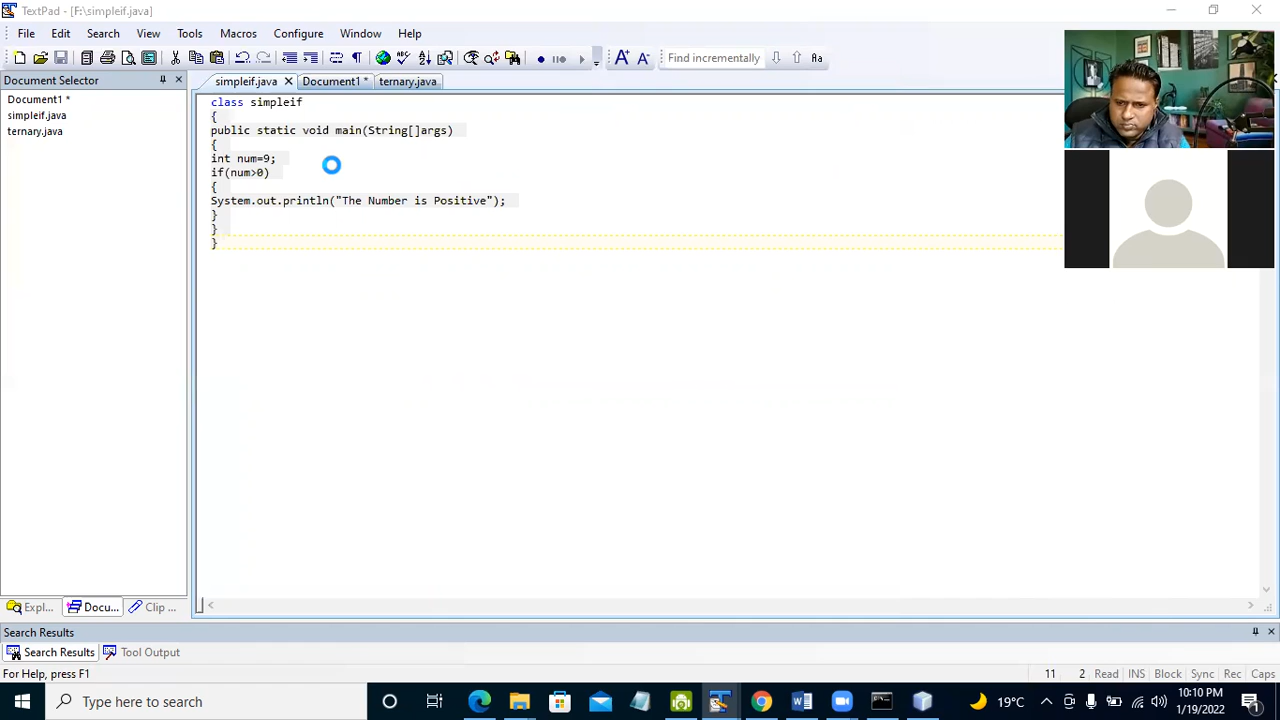 TextPad - [F:\simpleif.java]
File Edit Search View Tools Macros Configure Window Help
Find incrementally Aa
Document Selector
simpleif.java Document1 * ternary.java
Document1 *
simpleif.java
ternary.java
class simpleif
{
public static void main(String[]args)
{
int num=9;
if(num>0)
{
System.out.println("The Number is Positive");
}
}
}
Expl... Docu... Clip ...
Search Results
Search Results Tool Output
For Help, press F1 11 2 Read INS Block Sync Rec Caps
Type here to search 19°C 10:10 PM
1/19/2022